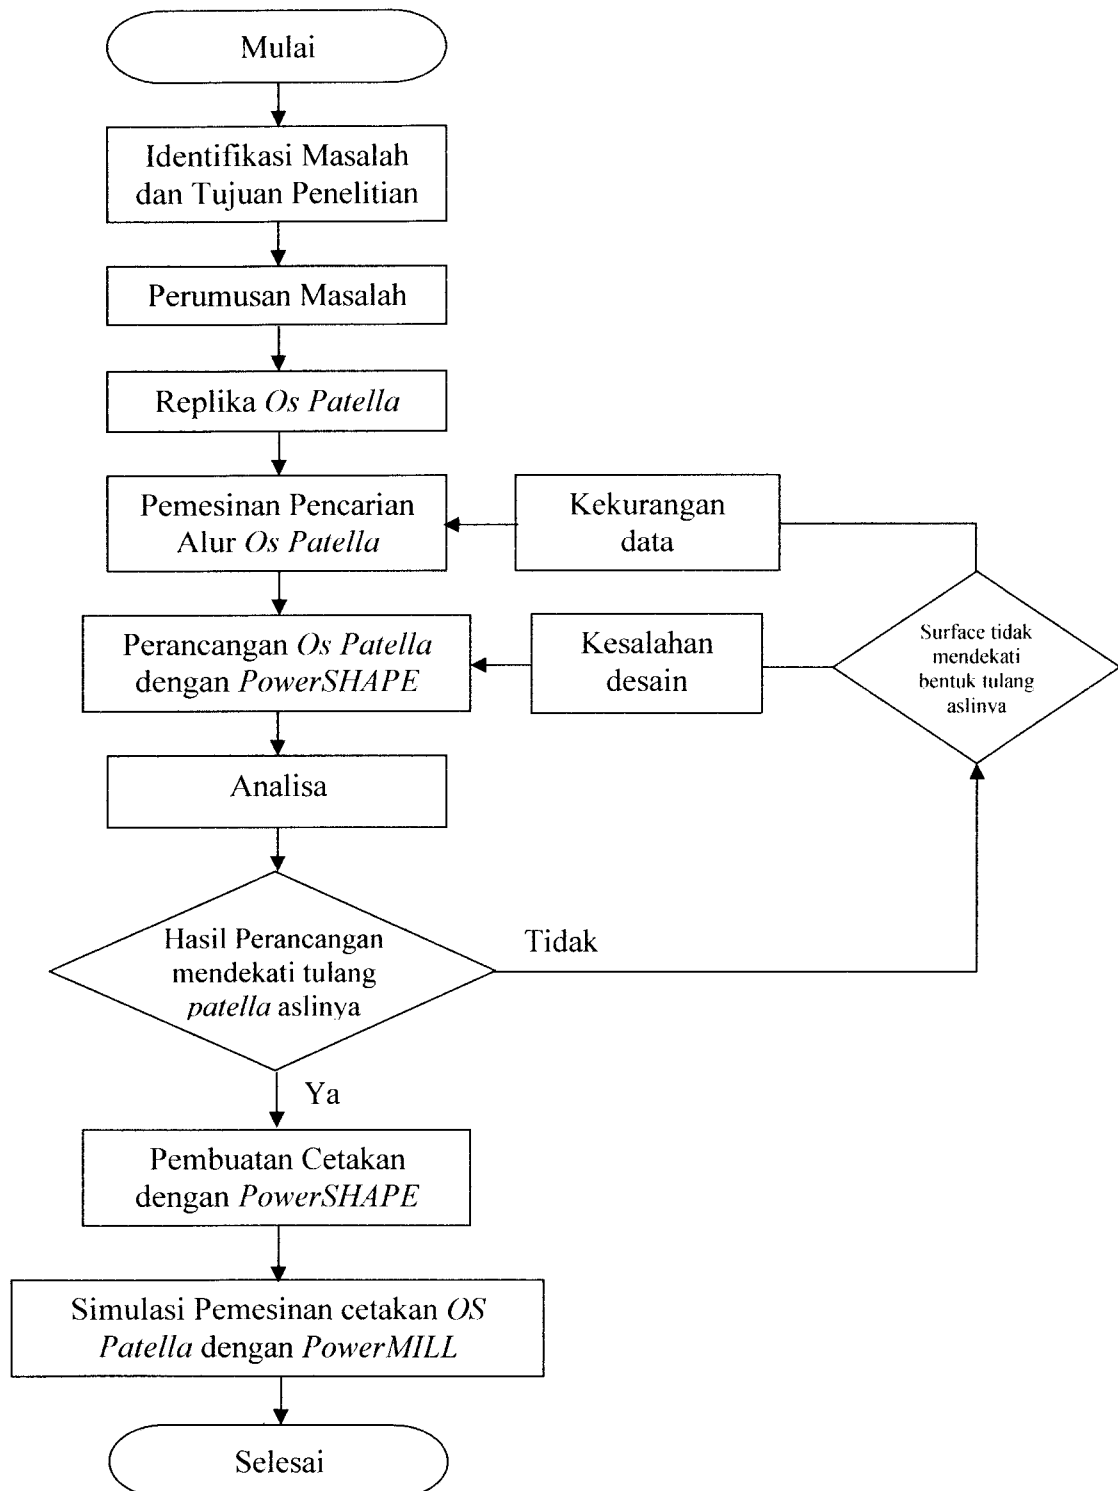 Mulai
Identifikasi Masalah
dan Tujuan Penelitian
Perumusan Masalah
Replika Os Patella
Pemesinan Pencarian
Alur Os Patella
Kekurangan
data
Perancangan Os Patella
dengan PowerSHAPE
Kesalahan
desain
Surface tidak
mendekati
bentuk tulang
aslinya
Analisa
Hasil Perancangan
mendekati tulang
patella aslinya
Tidak
Ya
Pembuatan Cetakan
dengan PowerSHAPE
Simulasi Pemesinan cetakan OS
Patella dengan PowerMILL
Selesai